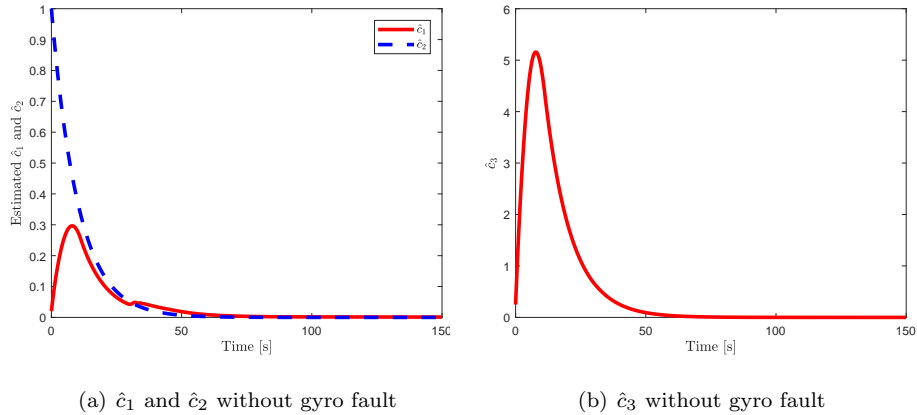 1
0.9
0.8
0.7
0.6
0.5
0.4
0.3
0.2
0.1
0
Estimated ĉ₁ and ĉ₂
ĉ₁
ĉ₂
0 50 100 150
Time [s]
(a) ĉ₁ and ĉ₂ without gyro fault
6
5
4
3
2
1
0
ĉ₃
0 50 100 150
Time [s]
(b) ĉ₃ without gyro fault